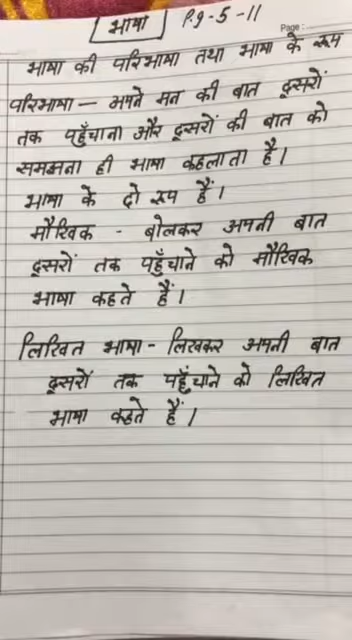 भाषा P.g-5-11
Page :
भाषा की परिभाषा तथा भाषा के रूप
परिभाषा — अपने मन की बात दूसरों
तक पहुँचाना और दूसरों की बात को
समझना ही भाषा कहलाता है।
भाषा के दो रूप हैं।
मौखिक - बोलकर अपनी बात
दूसरों तक पहुँचाने को मौखिक
भाषा कहते हैं।
लिखित भाषा - लिखकर अपनी बात
दूसरों तक पहुँचाने को लिखित
भाषा कहते हैं।